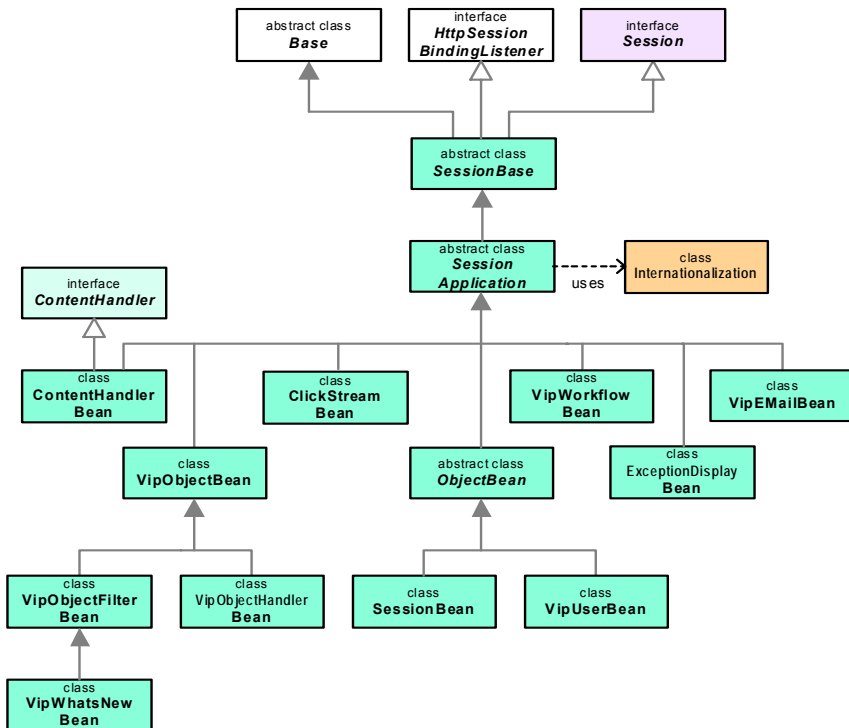 abstract class
Base
interface
HttpSession
BindingListener
interface
Session
abstract class
SessionBase
abstract class
Session
Application
uses
class
Internationalization
interface
ContentHandler
class
ContentHandler
Bean
class
ClickStream
Bean
class
VipWorkflow
Bean
class
VipEMailBean
class
VipObjectBean
abstract class
ObjectBean
class
ExceptionDisplay
Bean
class
VipObjectFilter
Bean
class
VipObjectHandler
Bean
class
SessionBean
class
VipUserBean
class
VipWhatsNew
Bean